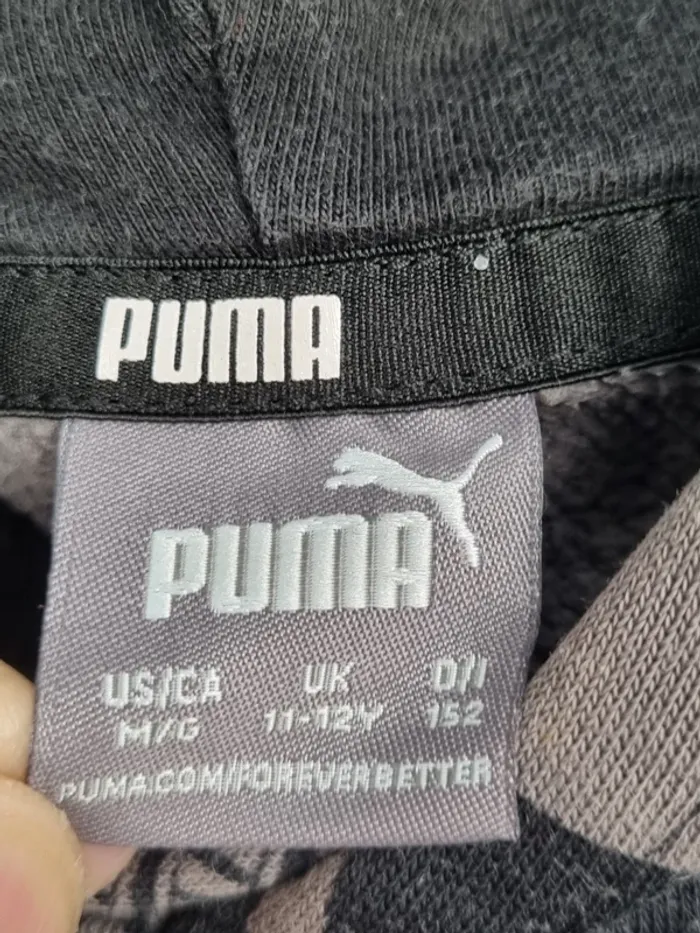 PUMA
PUMA
US/CA UK D/I
M/G 11-12Y 152
PUMA.COM/FOREVERBETTER